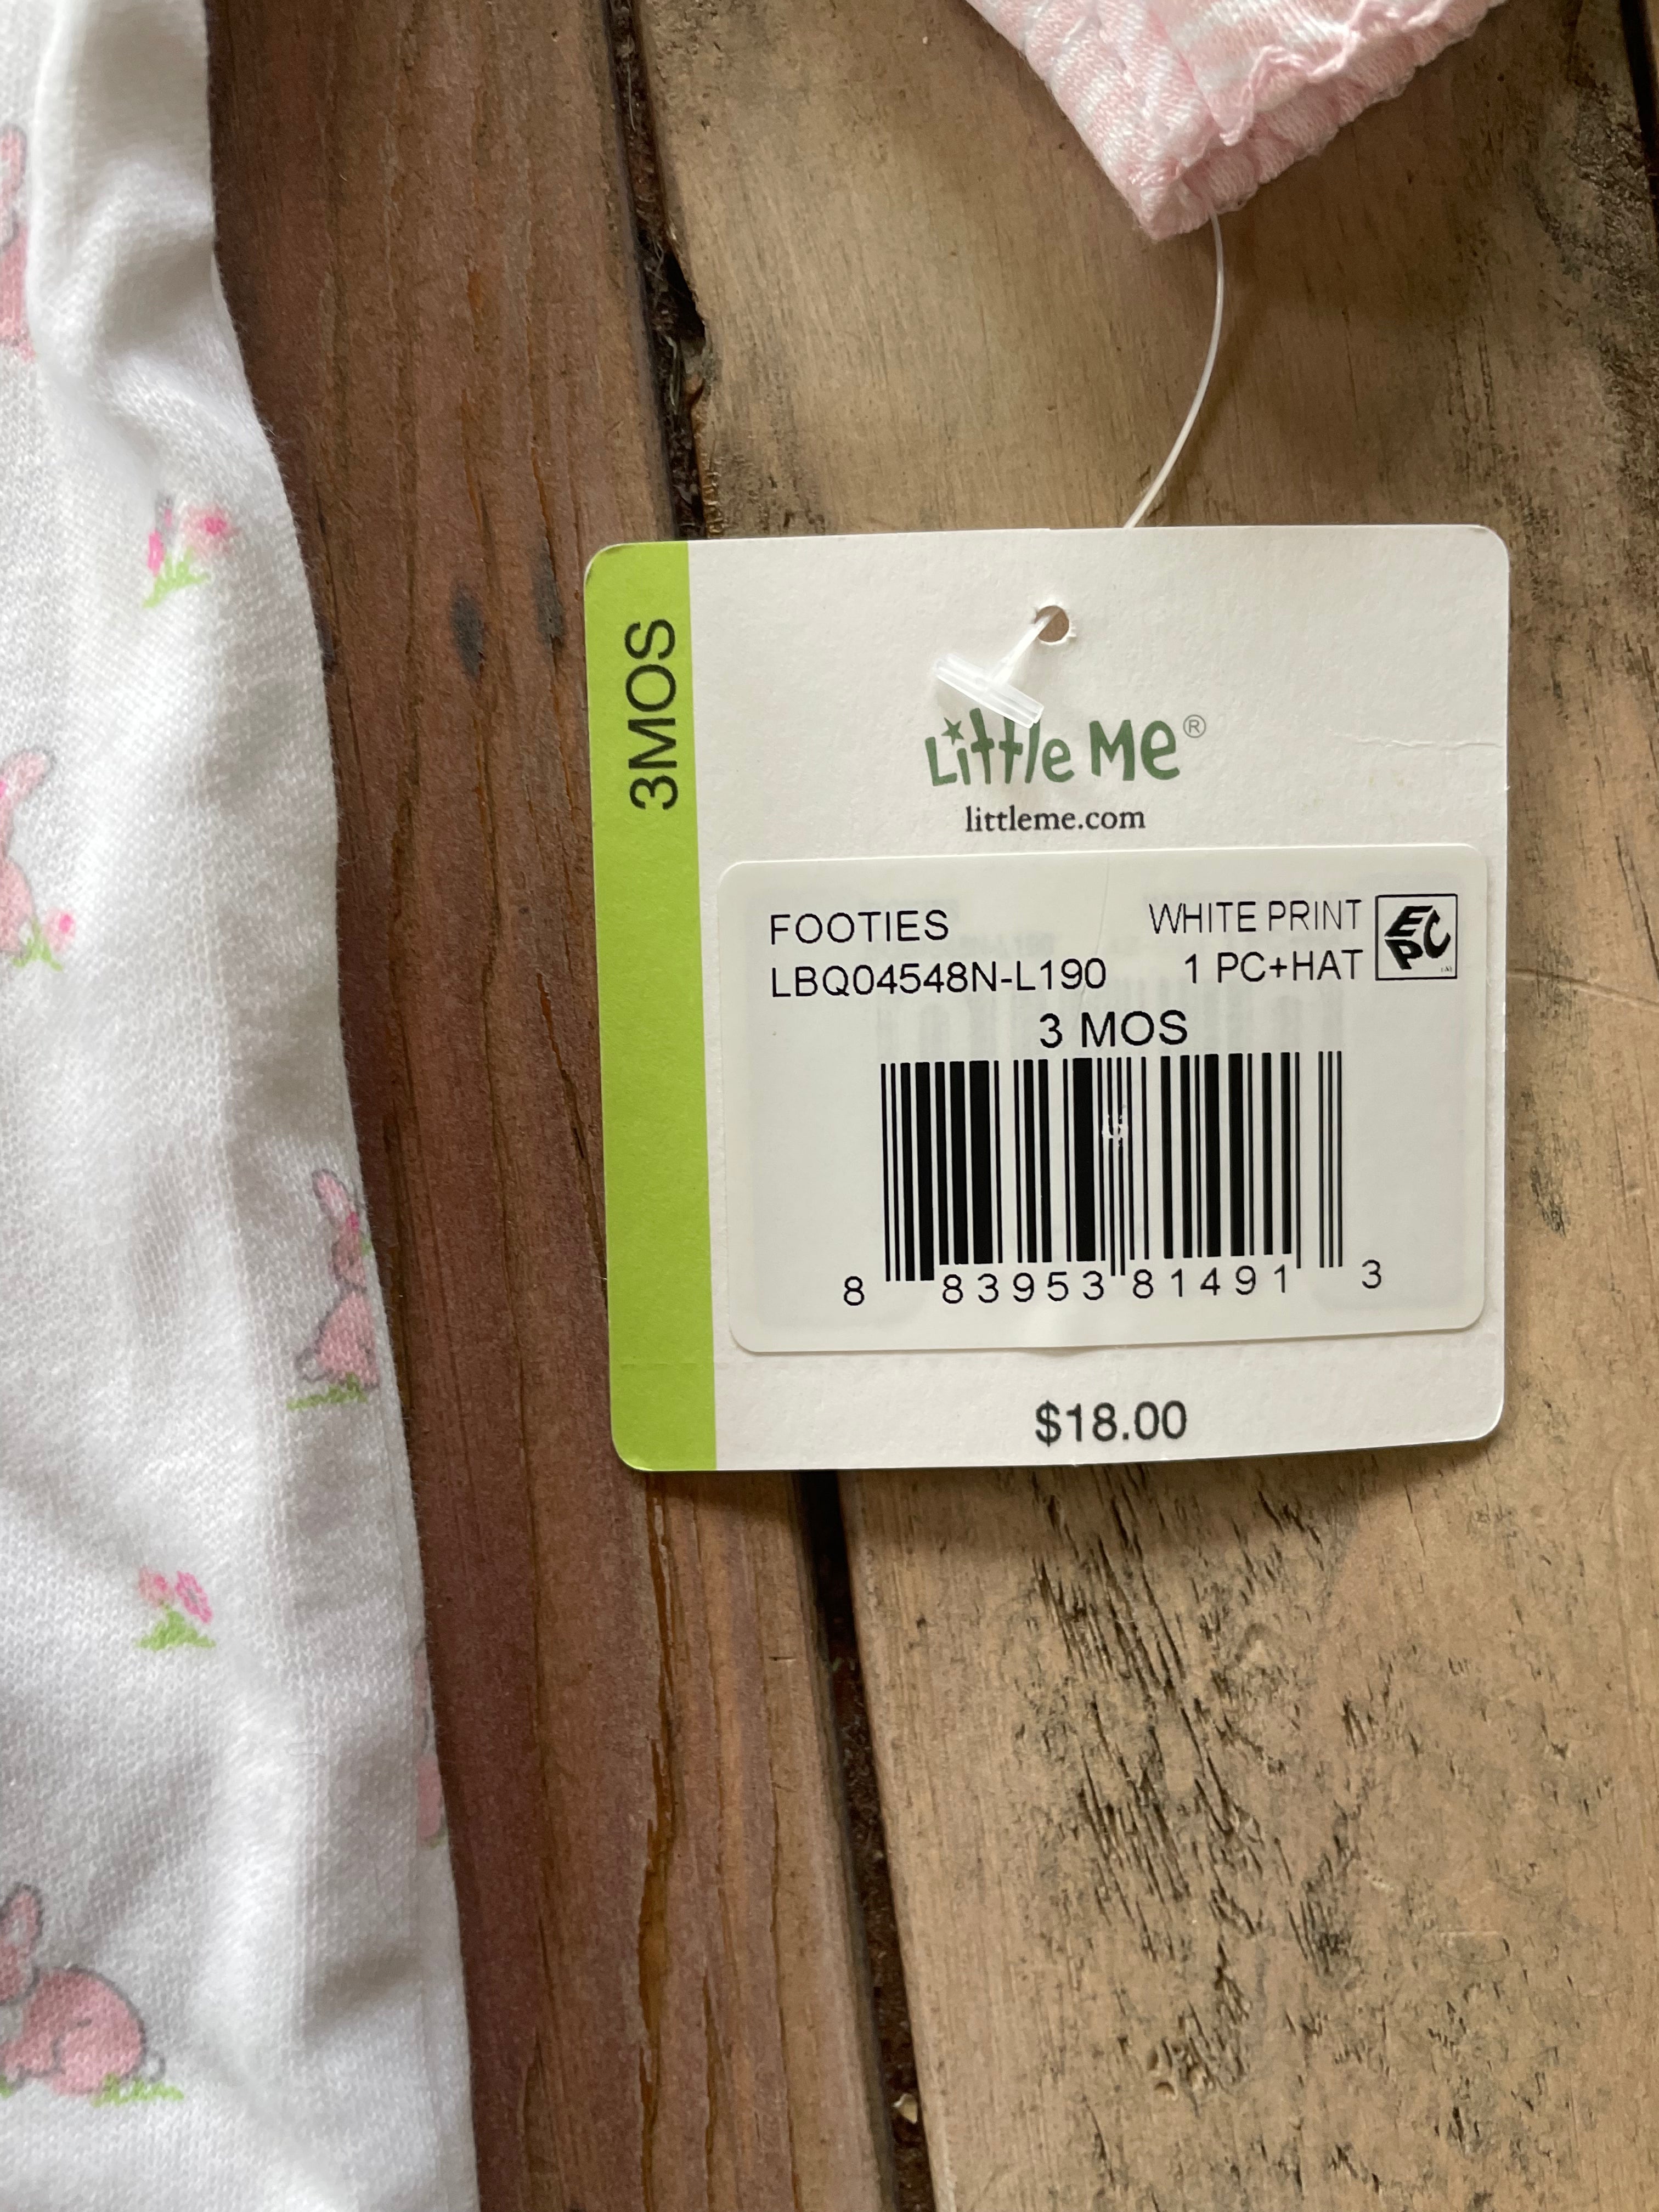 3MOS
Little Me®
littleme.com
FOOTIES
WHITE PRINT
EPC
LBQ04548N-L190
1 PC+HAT
3 MOS
8 83953 81491 3
$18.00